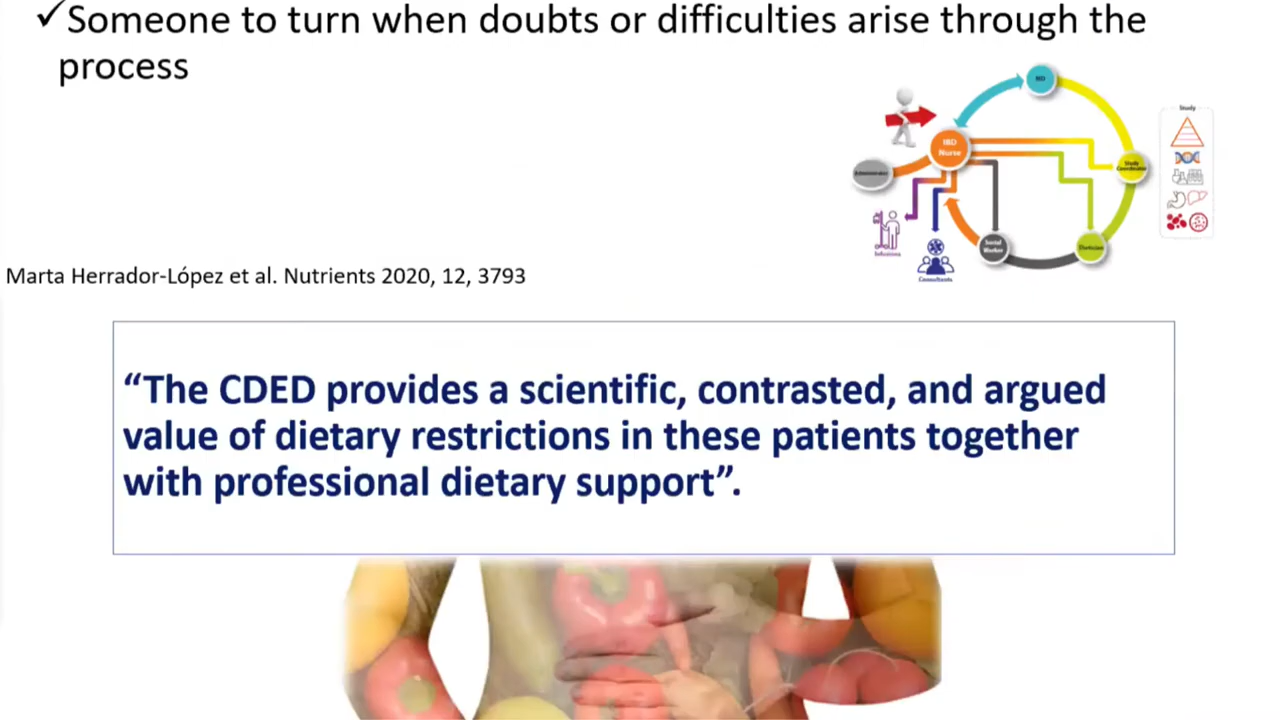 ✓Someone to turn when doubts or difficulties arise through the
process
Study
IBD
Nurse
Study
Coordinator
Administrator
Social
Worker
Dietician
Infusions
Consultants
Marta Herrador-López et al. Nutrients 2020, 12, 3793
“The CDED provides a scientific, contrasted, and argued
value of dietary restrictions in these patients together
with professional dietary support”.